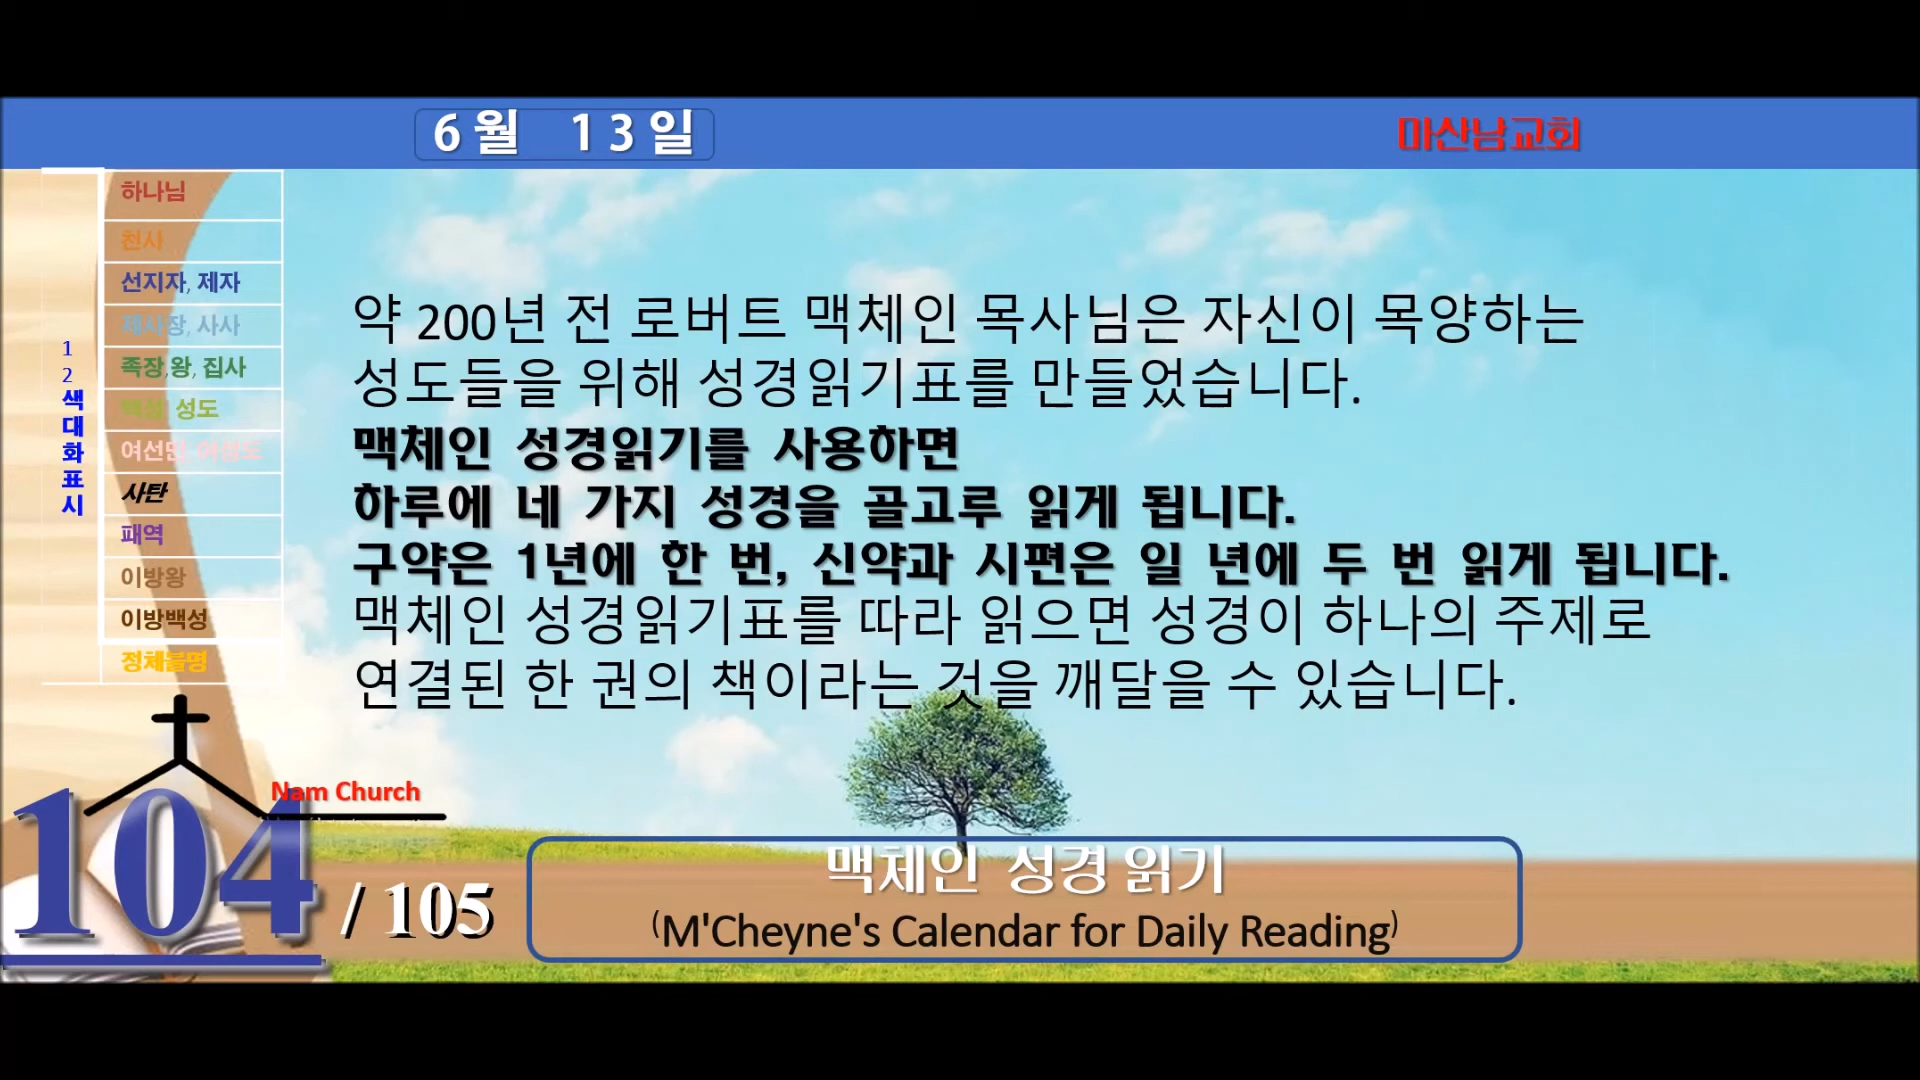 6월 13일
마산남교회
12색대화표시
하나님
천사
선지자, 제자
제사장, 사사
족장,왕, 집사
백성, 성도
여선민, 여성도
사탄
패역
이방왕
이방백성
정체불명
약 200년 전 로버트 맥체인 목사님은 자신이 목양하는
성도들을 위해 성경읽기표를 만들었습니다.
맥체인 성경읽기를 사용하면
하루에 네 가지 성경을 골고루 읽게 됩니다.
구약은 1년에 한 번, 신약과 시편은 일 년에 두 번 읽게 됩니다.
맥체인 성경읽기표를 따라 읽으면 성경이 하나의 주제로
연결된 한 권의 책이라는 것을 깨달을 수 있습니다.
Nam Church
104 / 105
맥체인 성경 읽기
(M'Cheyne's Calendar for Daily Reading)